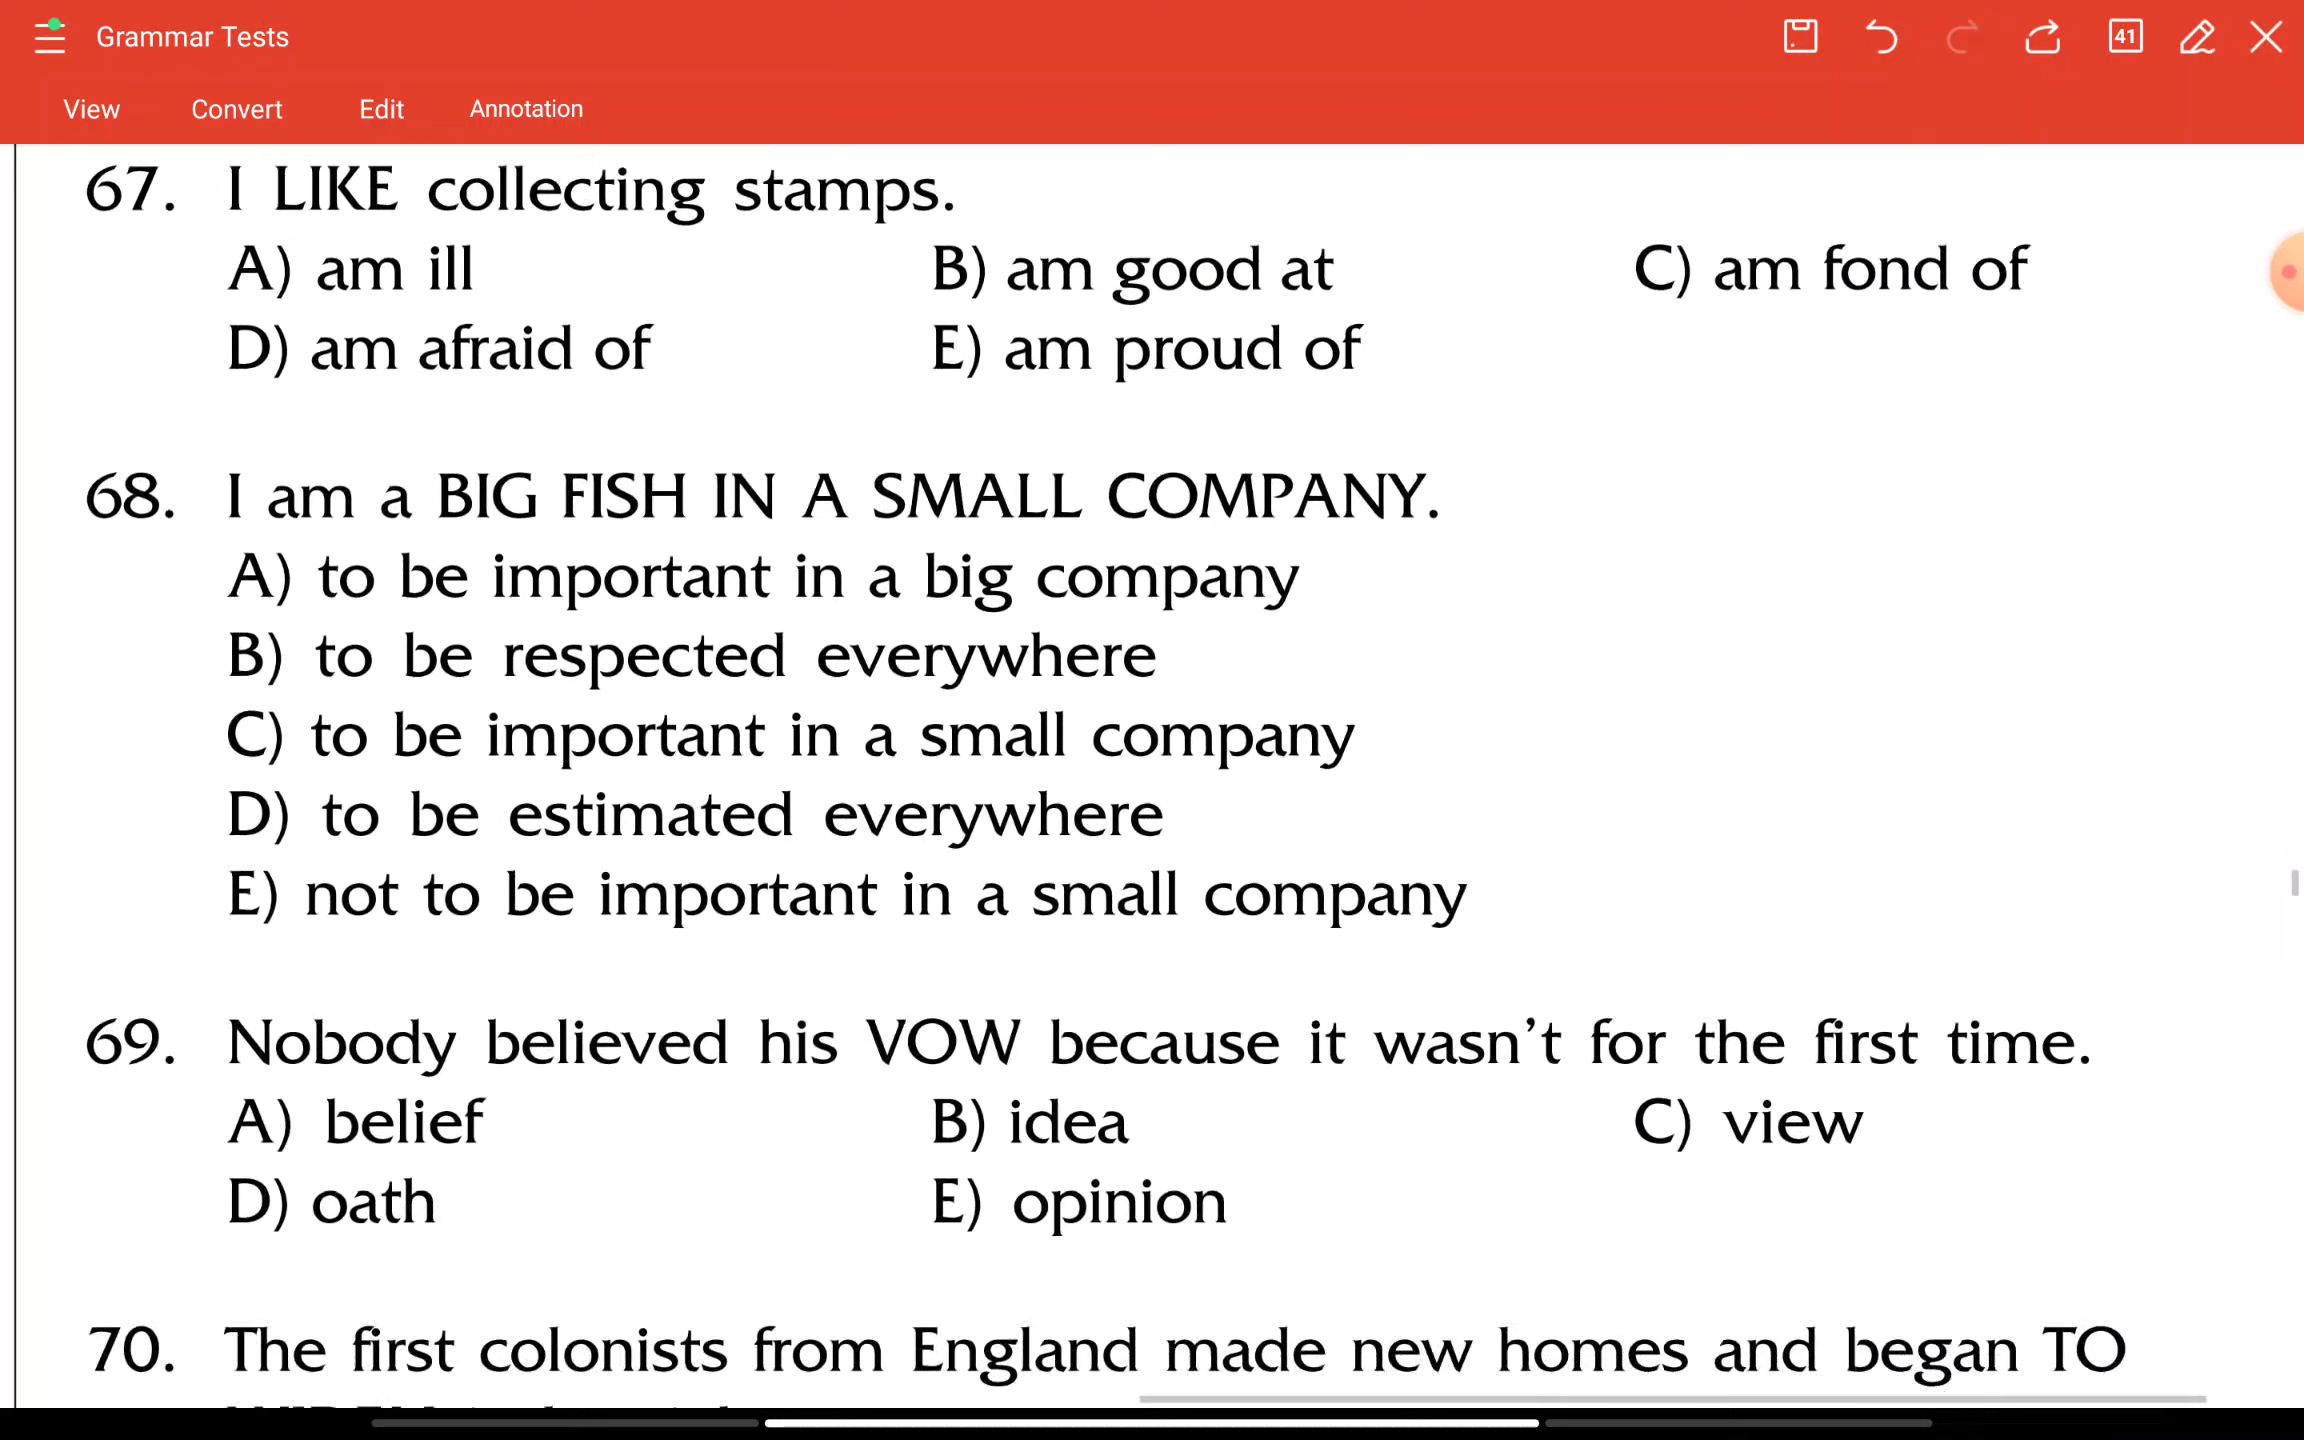 Grammar Tests
41
View Convert Edit Annotation
67. I LIKE collecting stamps.
A) am ill B) am good at C) am fond of
D) am afraid of E) am proud of
68. I am a BIG FISH IN A SMALL COMPANY.
A) to be important in a big company
B) to be respected everywhere
C) to be important in a small company
D) to be estimated everywhere
E) not to be important in a small company
69. Nobody believed his VOW because it wasn't for the first time.
A) belief B) idea C) view
D) oath E) opinion
70. The first colonists from England made new homes and began TO